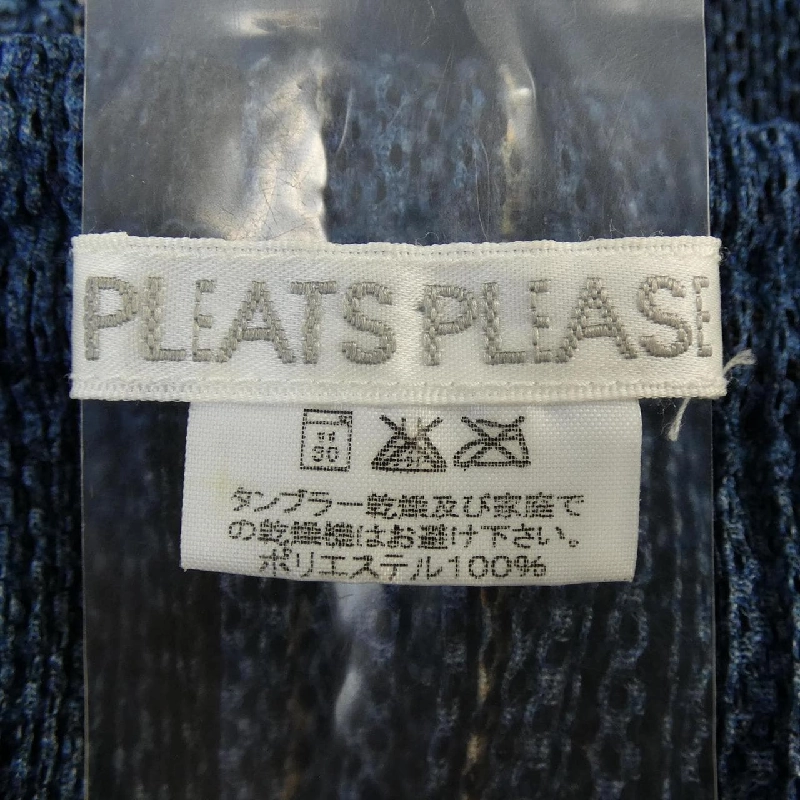 PLEATS PLEASE
30
タンブラー乾燥及び家庭で
の乾燥機はお避け下さい。
ポリエステル100%